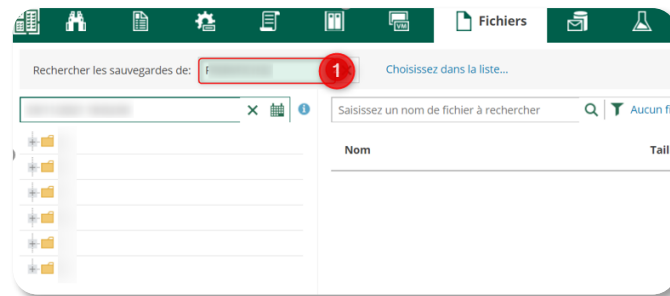 VM
Fichiers
Rechercher les sauvegardes de:
1
Choisissez dans la liste...
Saisissez un nom de fichier à rechercher
Aucun fi
Nom
Tail